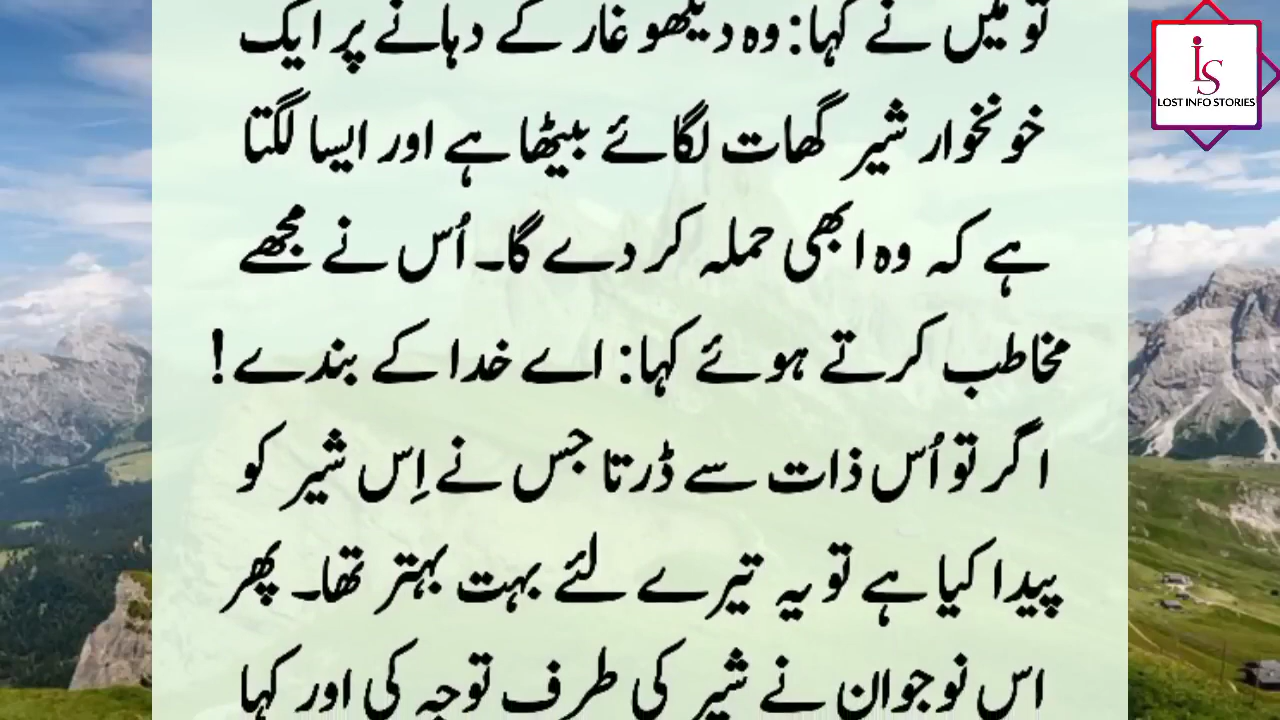 تو میں نے کہا: وہ دیکھو غار کے دہانے پر ایک
خونخوار شیر گھات لگائے بیٹھا ہے اور ایسا لگتا
ہے کہ وہ ابھی حملہ کر دے گا۔ اُس نے مجھے
مخاطب کرتے ہوئے کہا: اے خدا کے بندے!
اگر تو اُس ذات سے ڈرتا جس نے اِس شیر کو
پیدا کیا ہے تو یہ تیرے لئے بہت بہتر تھا۔ پھر
اس نوجوان نے شیر کی طرف توجہ کی اور کہا
LS
LOST INFO STORIES